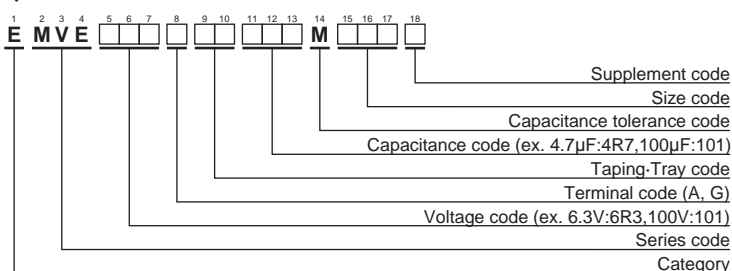 1 2 3 4 5 6 7 8 9 10 11 12 13 14 15 16 17 18
E MVE M
Supplement code
Size code
Capacitance tolerance code
Capacitance code (ex. 4.7µF:4R7,100µF:101)
Taping·Tray code
Terminal code (A, G)
Voltage code (ex. 6.3V:6R3,100V:101)
Series code
Category